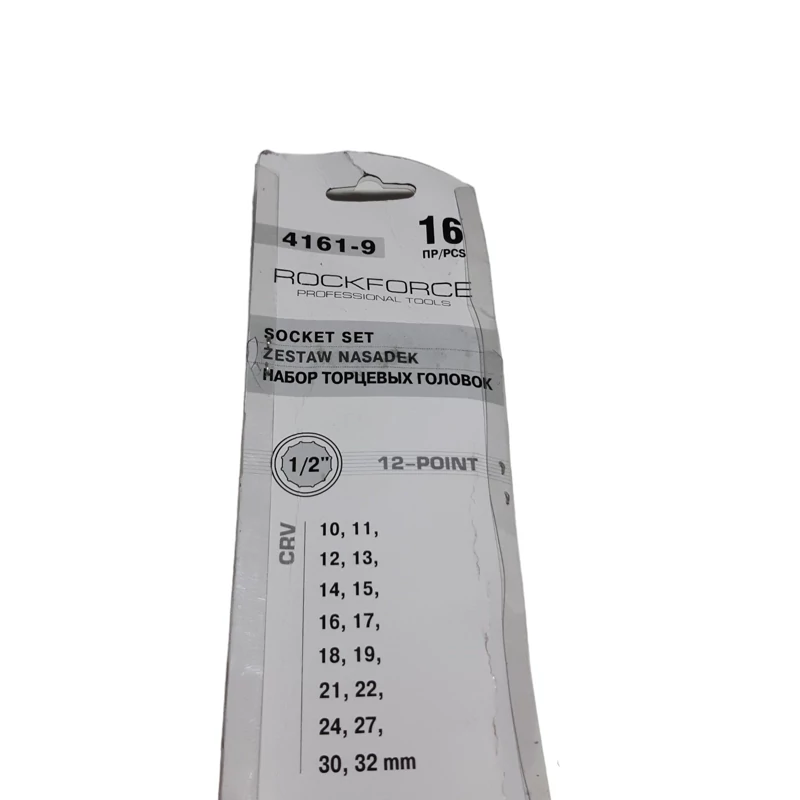 4161-9
16
ПР/PCS
ROCKFORCE
PROFESSIONAL TOOLS
SOCKET SET
ZESTAW NASADEK
НАБОР ТОРЦЕВЫХ ГОЛОВОК
1/2"
12-POINT
CRV
10, 11,
12, 13,
14, 15,
16, 17,
18, 19,
21, 22,
24, 27,
30, 32 mm